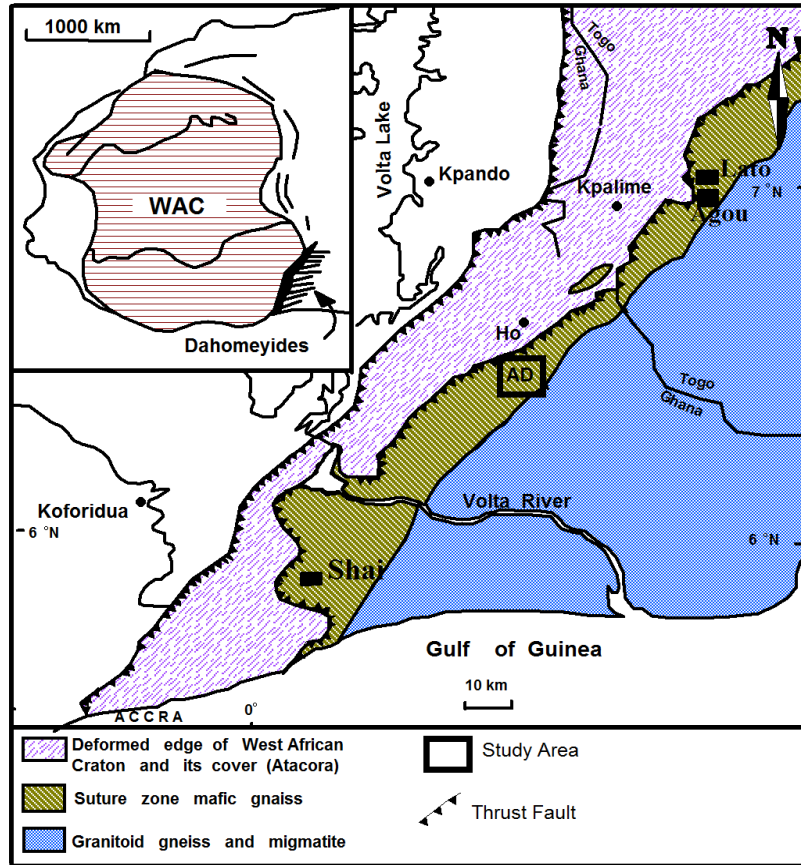 1000 km
WAC
Dahomeyides
Togo
Ghana
N
Volta Lake
Kpando
Kpalime
Lato
7 °N
Agou
Ho
AD
Togo
Ghana
Koforidua
Volta River
6 °N
6 °N
Shai
Gulf of Guinea
10 km
ACCRA
0°
Deformed edge of West African
Craton and its cover (Atacora)
Study Area
Suture zone mafic gnaiss
Thrust Fault
Granitoid gneiss and migmatite